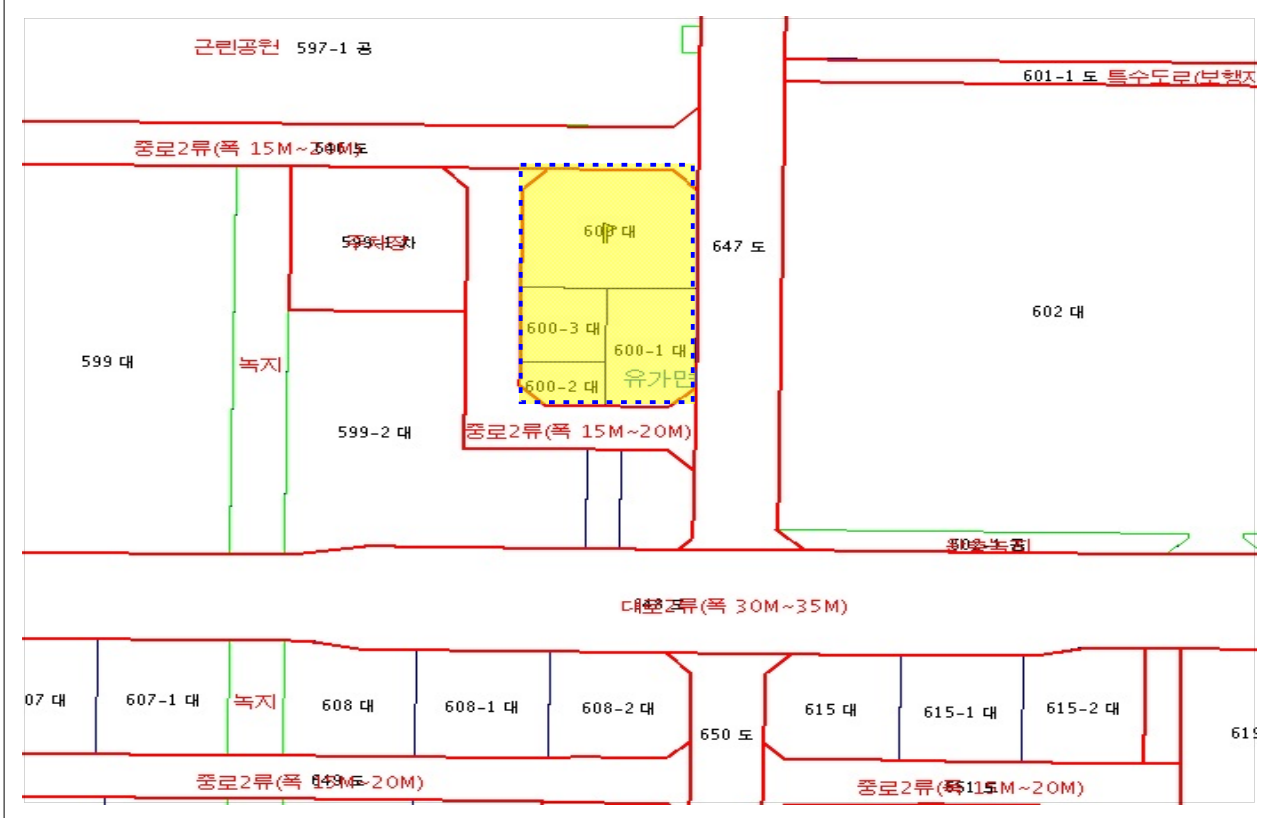 근린공원 597-1 공
601-1 도 특수도로(보행자
중로2류(폭 15M~20M)
600 대
647 도
602 대
600-3 대
600-1 대
599 대
녹지
유가면
600-2 대
599-2 대
중로2류(폭 15M~20M)
대로2류(폭 30M~35M)
07 대
607-1 대
녹지
608 대
608-1 대
608-2 대
615 대
615-1 대
615-2 대
650 도
619
중로2류(폭 15M~20M)
중로2류(폭 15M~20M)